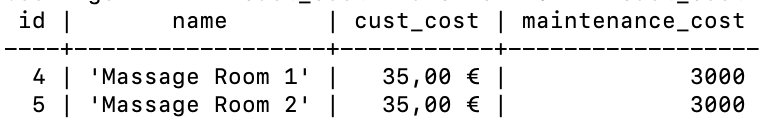 id | name | cust_cost | maintenance_cost
----+------------------+-----------+------------------
4 | 'Massage Room 1' | 35,00 € | 3000
5 | 'Massage Room 2' | 35,00 € | 3000